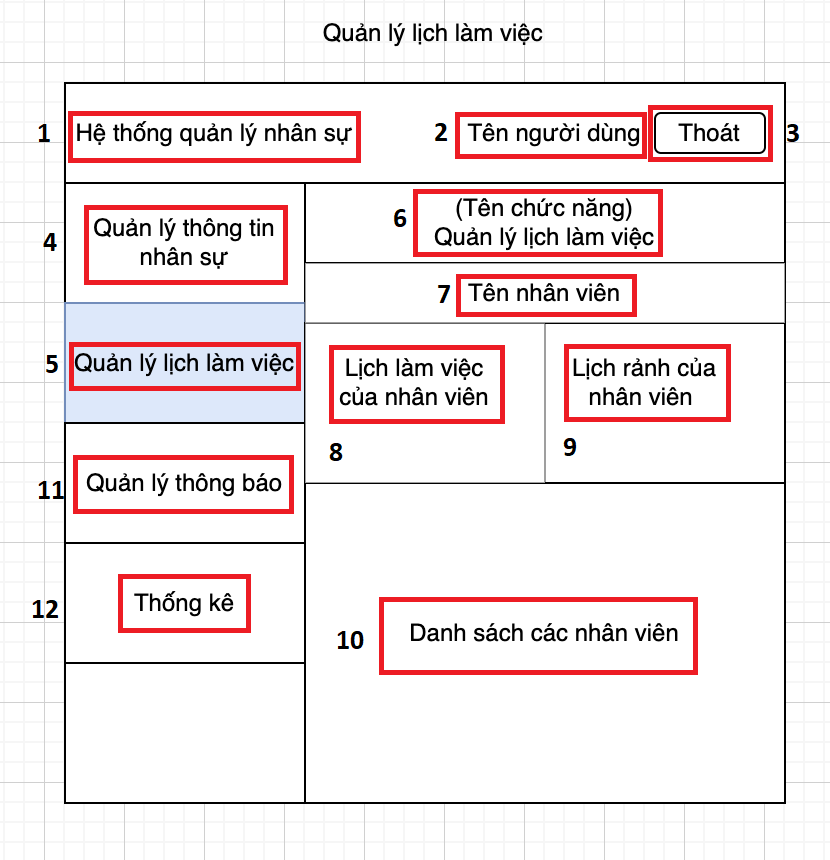 Quản lý lịch làm việc
1 Hệ thống quản lý nhân sự 2 Tên người dùng Thoát 3
4 Quản lý thông tin
nhân sự
6 (Tên chức năng)
Quản lý lịch làm việc
7 Tên nhân viên
5 Quản lý lịch làm việc
Lịch làm việc
của nhân viên
8
Lịch rảnh của
nhân viên
9
11 Quản lý thông báo
12 Thống kê
10 Danh sách các nhân viên